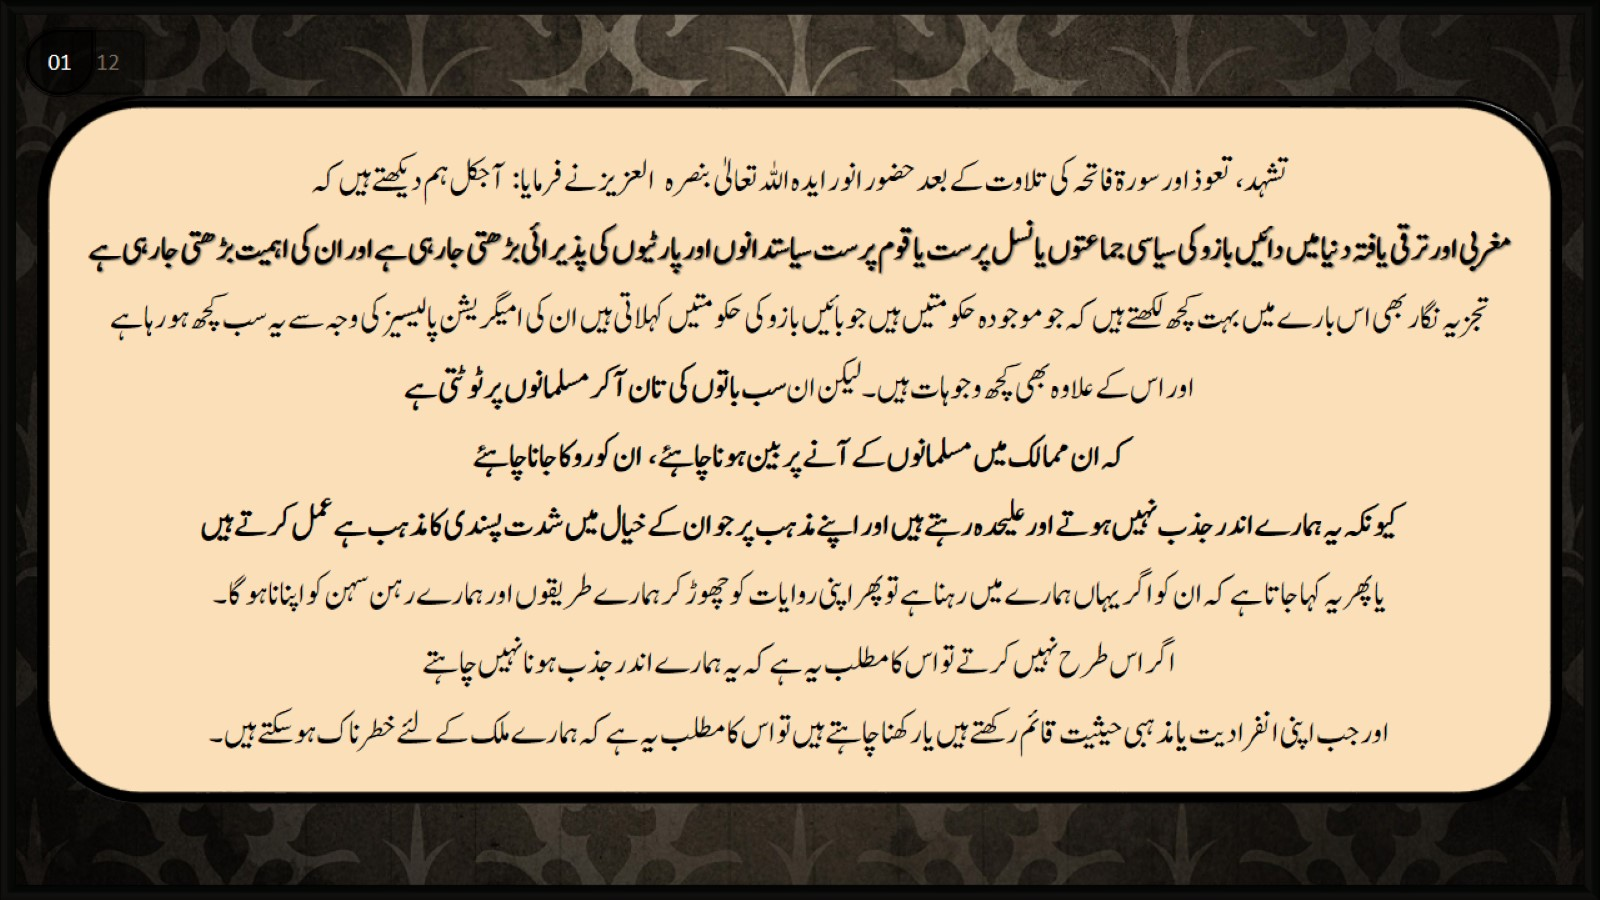 01 12
تشہد، تعوذ اور سورۃ فاتحہ کی تلاوت کے بعد حضور انور ایدہ اللہ تعالیٰ بنصرہ العزیز نے فرمایا: آجکل ہم دیکھتے ہیں کہ
مغربی اور ترقی یافتہ دنیا میں دائیں بازو کی سیاسی جماعتوں یا نسل پرست یا قوم پرست سیاستدانوں اور پارٹیوں کی پذیرائی بڑھتی جارہی ہے اور ان کی اہمیت بڑھتی جارہی ہے
تجزیہ نگار بھی اس بارے میں بہت کچھ لکھتے ہیں کہ جو موجودہ حکومتیں ہیں جو بائیں بازو کی حکومتیں کہلاتی ہیں ان کی امیگریشن پالیسیز کی وجہ سے یہ سب کچھ ہو رہا ہے
اور اس کے علاوہ بھی کچھ وجوہات ہیں۔ لیکن ان سب باتوں کی تان آکر مسلمانوں پر ٹوٹتی ہے
کہ ان ممالک میں مسلمانوں کے آنے پر بین ہونا چاہئے، ان کو روکا جانا چاہئے
کیونکہ یہ ہمارے اندر جذب نہیں ہوتے اور علیحدہ رہتے ہیں اور اپنے مذہب پر جو ان کے خیال میں شدت پسندی کا مذہب ہے عمل کرتے ہیں
یا پھر یہ کہا جاتا ہے کہ ان کو اگر یہاں ہمارے میں رہنا ہے تو پھر اپنی روایات کو چھوڑ کر ہمارے طریقوں اور ہمارے رہن سہن کو اپنانا ہو گا۔
اگر اس طرح نہیں کرتے تو اس کا مطلب یہ ہے کہ یہ ہمارے اندر جذب ہونا نہیں چاہتے
اور جب اپنی انفرادیت یا مذہبی حیثیت قائم رکھتے ہیں یا رکھنا چاہتے ہیں تو اس کا مطلب یہ ہے کہ ہمارے ملک کے لئے خطرناک ہو سکتے ہیں۔